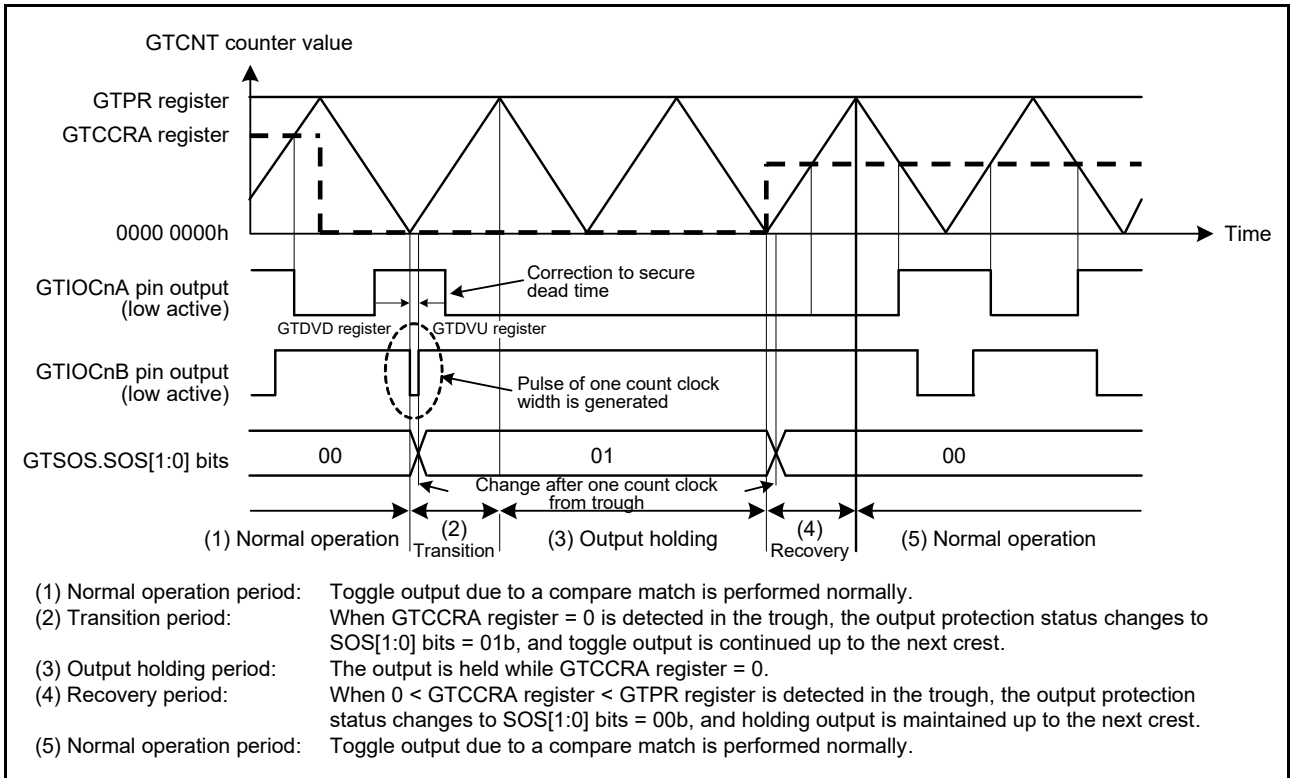 GTCNT counter value
GTPR register
GTCCRA register
0000 0000h
Time
GTIOCnA pin output
(low active)
Correction to secure
dead time
GTDVD register
GTDVU register
GTIOCnB pin output
(low active)
Pulse of one count clock
width is generated
GTSOS.SOS[1:0] bits
00
01
00
Change after one count clock
from trough
(1) Normal operation
(2)
Transition
(3) Output holding
(4)
Recovery
(5) Normal operation
(1) Normal operation period: Toggle output due to a compare match is performed normally.
(2) Transition period: When GTCCRA register = 0 is detected in the trough, the output protection status changes to
SOS[1:0] bits = 01b, and toggle output is continued up to the next crest.
(3) Output holding period: The output is held while GTCCRA register = 0.
(4) Recovery period: When 0 < GTCCRA register < GTPR register is detected in the trough, the output protection
status changes to SOS[1:0] bits = 00b, and holding output is maintained up to the next crest.
(5) Normal operation period: Toggle output due to a compare match is performed normally.